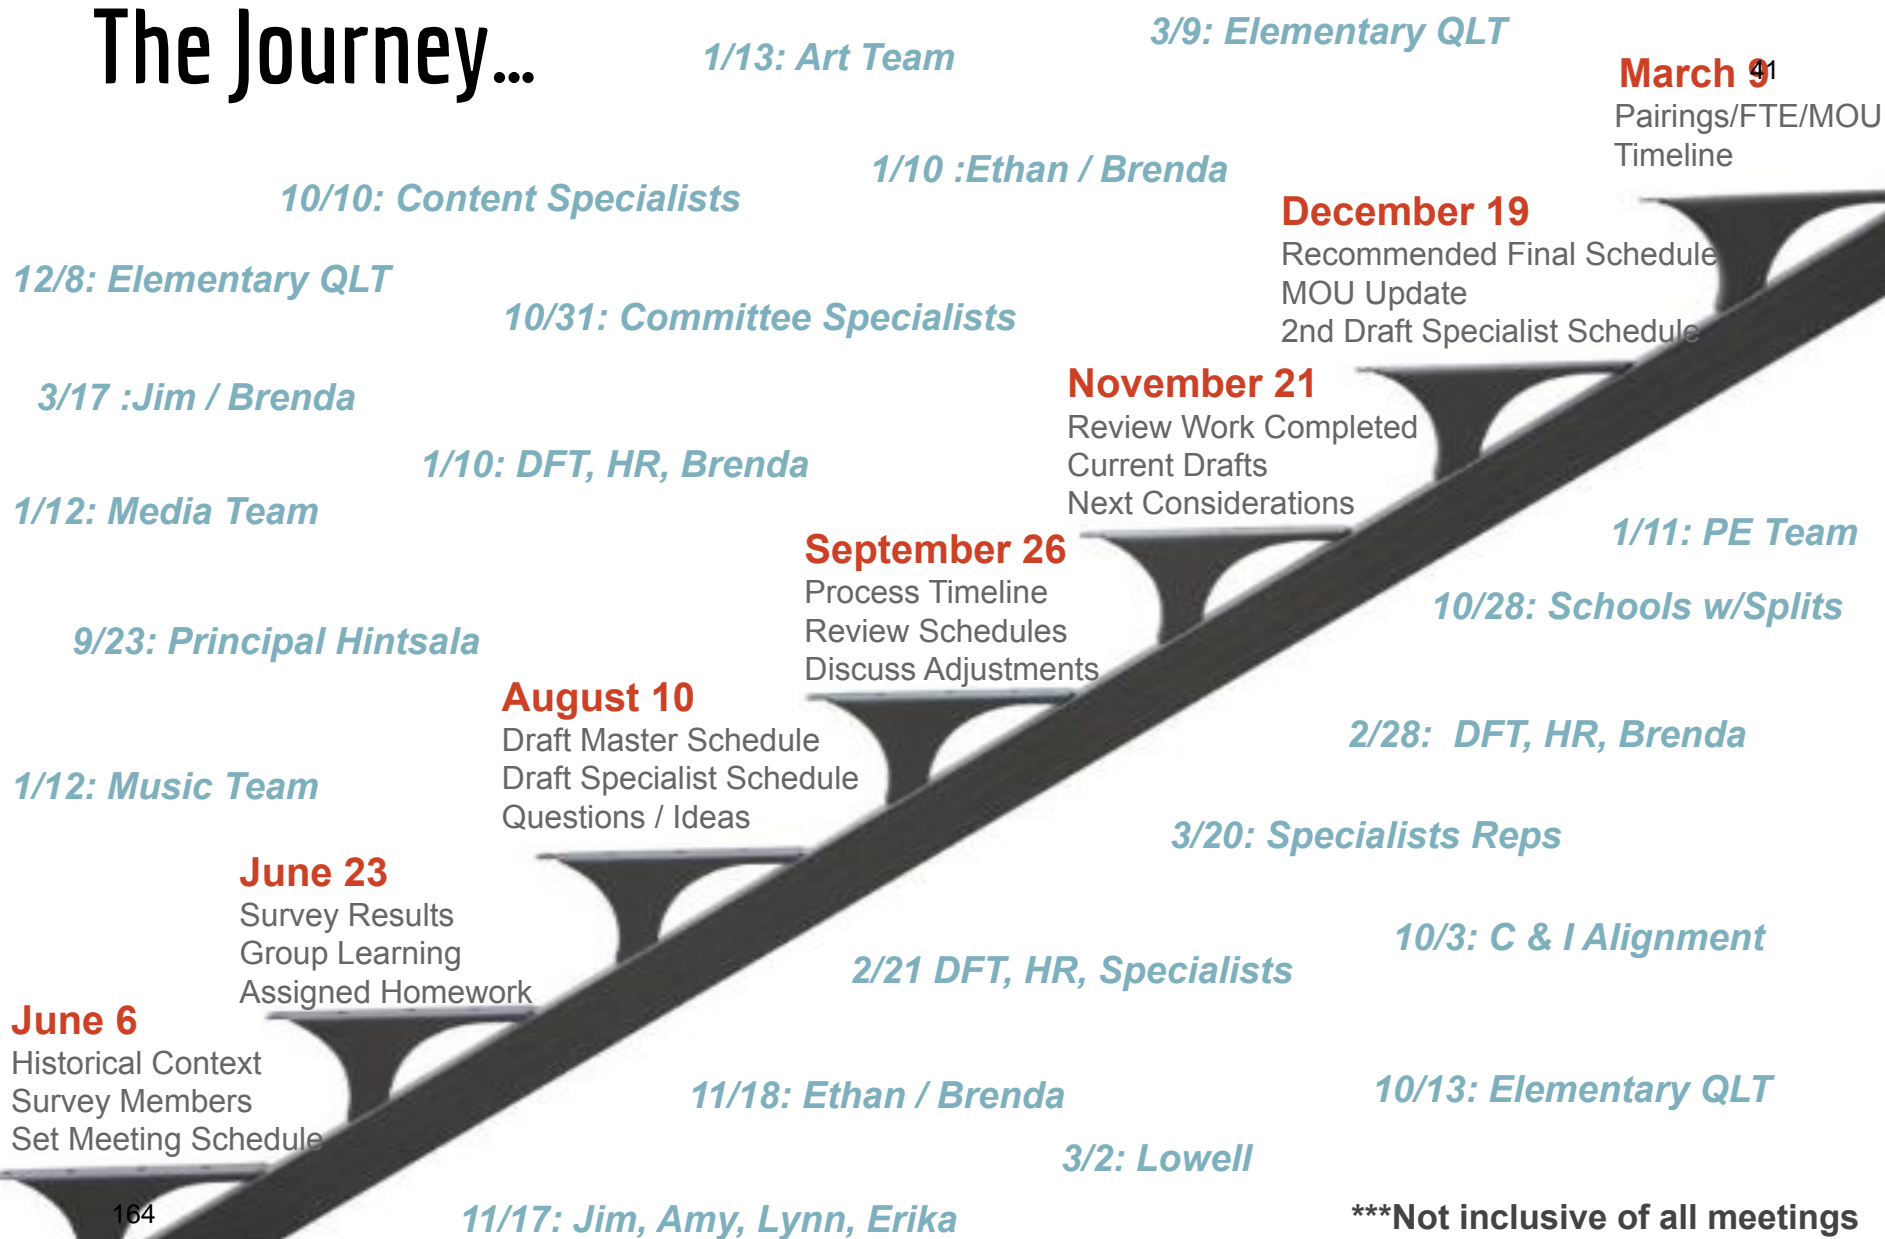 The Journey...
1/13: Art Team
3/9: Elementary QLT
March 9
41
Pairings/FTE/MOU
Timeline
1/10 :Ethan / Brenda
10/10: Content Specialists
December 19
Recommended Final Schedule
MOU Update
2nd Draft Specialist Schedule
12/8: Elementary QLT
10/31: Committee Specialists
3/17 :Jim / Brenda
November 21
Review Work Completed
Current Drafts
Next Considerations
1/10: DFT, HR, Brenda
1/12: Media Team
1/11: PE Team
September 26
Process Timeline
Review Schedules
Discuss Adjustments
10/28: Schools w/Splits
9/23: Principal Hintsala
August 10
Draft Master Schedule
Draft Specialist Schedule
Questions / Ideas
2/28:  DFT, HR, Brenda
1/12: Music Team
3/20: Specialists Reps
June 23
Survey Results
Group Learning
Assigned Homework
10/3: C & I Alignment
2/21 DFT, HR, Specialists
June 6
Historical Context
Survey Members
Set Meeting Schedule
11/18: Ethan / Brenda
10/13: Elementary QLT
3/2: Lowell
164
11/17: Jim, Amy, Lynn, Erika
***Not inclusive of all meetings